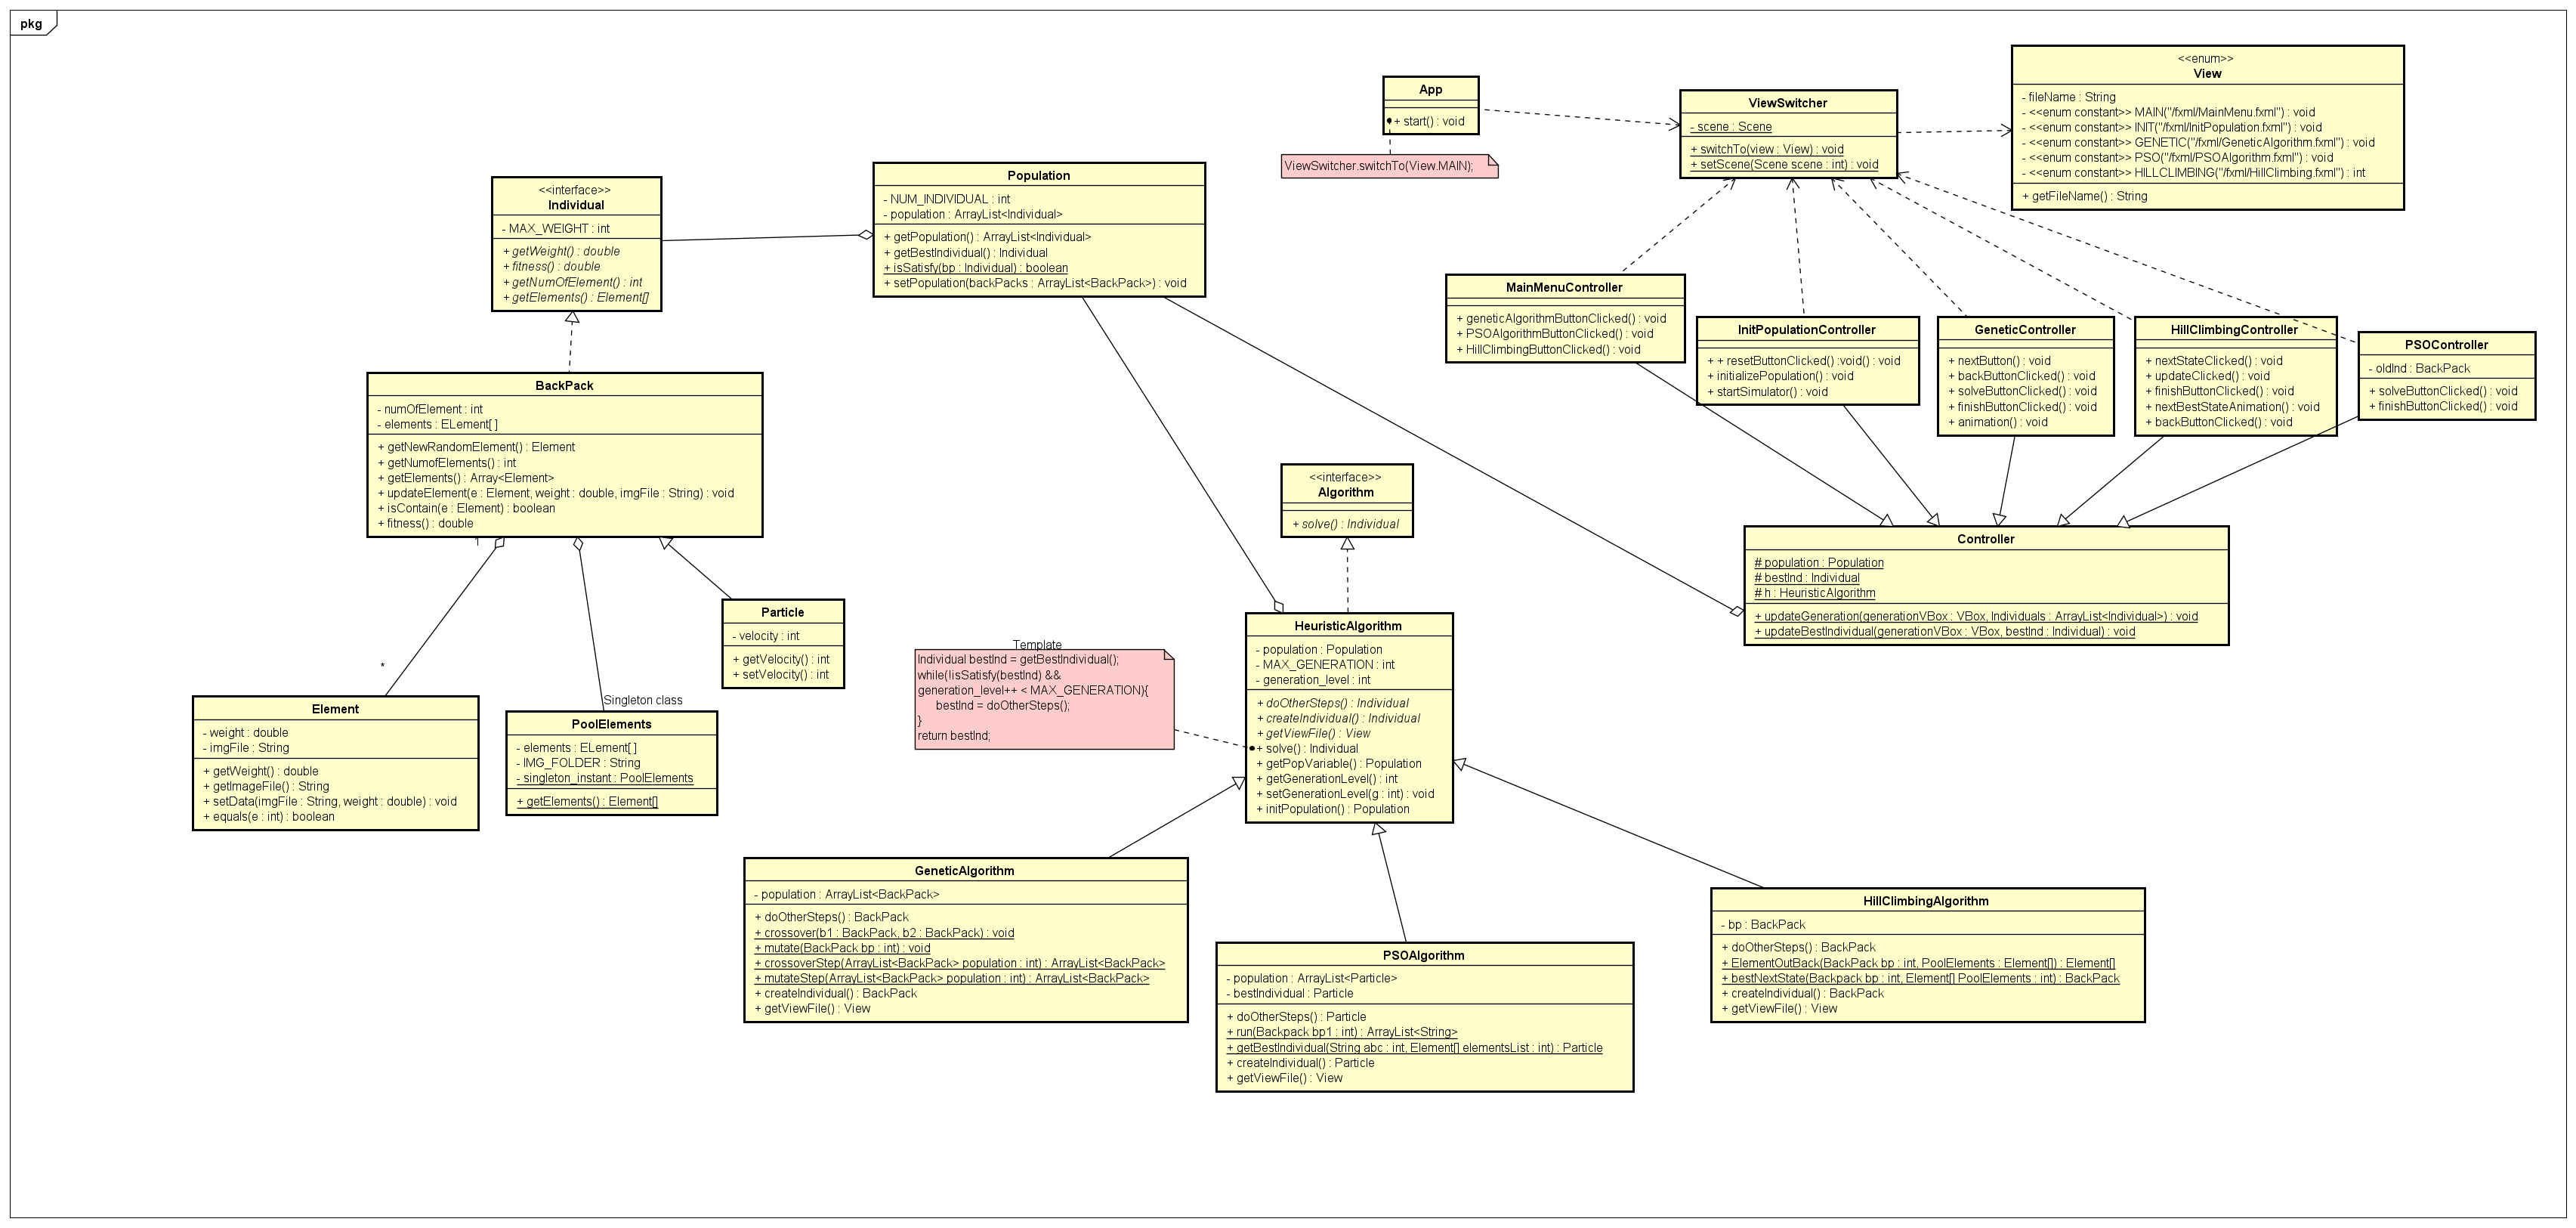 pkg
App
+ start() : void
ViewSwitcher.switchTo(View.MAIN);
ViewSwitcher
- scene : Scene
+ switchTo(view : View) : void
+ setScene(Scene scene : int) : void
<<enum>>
View
- fileName : String
- <<enum constant>> MAIN("/fxml/MainMenu.fxml") : void
- <<enum constant>> INIT("/fxml/InitPopulation.fxml") : void
- <<enum constant>> GENETIC("/fxml/GeneticAlgorithm.fxml") : void
- <<enum constant>> PSO("/fxml/PSOAlgorithm.fxml") : void
- <<enum constant>> HILLCLIMBING("/fxml/HillClimbing.fxml") : int
+ getFileName() : String
<<interface>>
Individual
- MAX_WEIGHT : int
+ getWeight() : double
+ fitness() : double
+ getNumOfElement() : int
+ getElements() : Element[]
Population
- NUM_INDIVIDUAL : int
- population : ArrayList<Individual>
+ getPopulation() : ArrayList<Individual>
+ getBestIndividual() : Individual
+ isSatisfy(bp : Individual) : boolean
+ setPopulation(backPacks : ArrayList<BackPack>) : void
MainMenuController
+ geneticAlgorithmButtonClicked() : void
+ PSOAlgorithmButtonClicked() : void
+ HillClimbingButtonClicked() : void
InitPopulationController
+ + resetButtonClicked() :void() : void
+ initializePopulation() : void
+ startSimulator() : void
GeneticController
+ nextButton() : void
+ backButtonClicked() : void
+ solveButtonClicked() : void
+ finishButtonClicked() : void
+ animation() : void
HillClimbingController
+ nextStateClicked() : void
+ updateClicked() : void
+ finishButtonClicked() : void
+ nextBestStateAnimation() : void
+ backButtonClicked() : void
PSOController
- oldInd : BackPack
+ solveButtonClicked() : void
+ finishButtonClicked() : void
BackPack
- numOfElement : int
- elements : ELement[ ]
+ getNewRandomElement() : Element
+ getNumofElements() : int
+ getElements() : Array<Element>
+ updateElement(e : Element, weight : double, imgFile : String) : void
+ isContain(e : Element) : boolean
+ fitness() : double
1
*
<<interface>>
Algorithm
+ solve() : Individual
Controller
# population : Population
# bestInd : Individual
# h : HeuristicAlgorithm
+ updateGeneration(generationVBox : VBox, Individuals : ArrayList<Individual>) : void
+ updateBestIndividual(generationVBox : VBox, bestInd : Individual) : void
Particle
- velocity : int
+ getVelocity() : int
+ setVelocity() : int
Template
Individual bestInd = getBestIndividual();
while(!isSatisfy(bestInd) &&
generation_level++ < MAX_GENERATION){
bestInd = doOtherSteps();
}
return bestInd;
HeuristicAlgorithm
- population : Population
- MAX_GENERATION : int
- generation_level : int
+ doOtherSteps() : Individual
+ createIndividual() : Individual
+ getViewFile() : View
+ solve() : Individual
+ getPopVariable() : Population
+ getGenerationLevel() : int
+ setGenerationLevel(g : int) : void
+ initPopulation() : Population
Element
- weight : double
- imgFile : String
+ getWeight() : double
+ getImageFile() : String
+ setData(imgFile : String, weight : double) : void
+ equals(e : int) : boolean
Singleton class
PoolElements
- elements : ELement[ ]
- IMG_FOLDER : String
- singleton_instant : PoolElements
+ getElements() : Element[]
GeneticAlgorithm
- population : ArrayList<BackPack>
+ doOtherSteps() : BackPack
+ crossover(b1 : BackPack, b2 : BackPack) : void
+ mutate(BackPack bp : int) : void
+ crossoverStep(ArrayList<BackPack> population : int) : ArrayList<BackPack>
+ mutateStep(ArrayList<BackPack> population : int) : ArrayList<BackPack>
+ createIndividual() : BackPack
+ getViewFile() : View
PSOAlgorithm
- population : ArrayList<Particle>
- bestIndividual : Particle
+ doOtherSteps() : Particle
+ run(Backpack bp1 : int) : ArrayList<String>
+ getBestIndividual(String abc : int, Element[] elementsList : int) : Particle
+ createIndividual() : Particle
+ getViewFile() : View
HillClimbingAlgorithm
- bp : BackPack
+ doOtherSteps() : BackPack
+ ElementOutBack(BackPack bp : int, PoolElements : Element[]) : Element[]
+ bestNextState(Backpack bp : int, Element[] PoolElements : int) : BackPack
+ createIndividual() : BackPack
+ getViewFile() : View